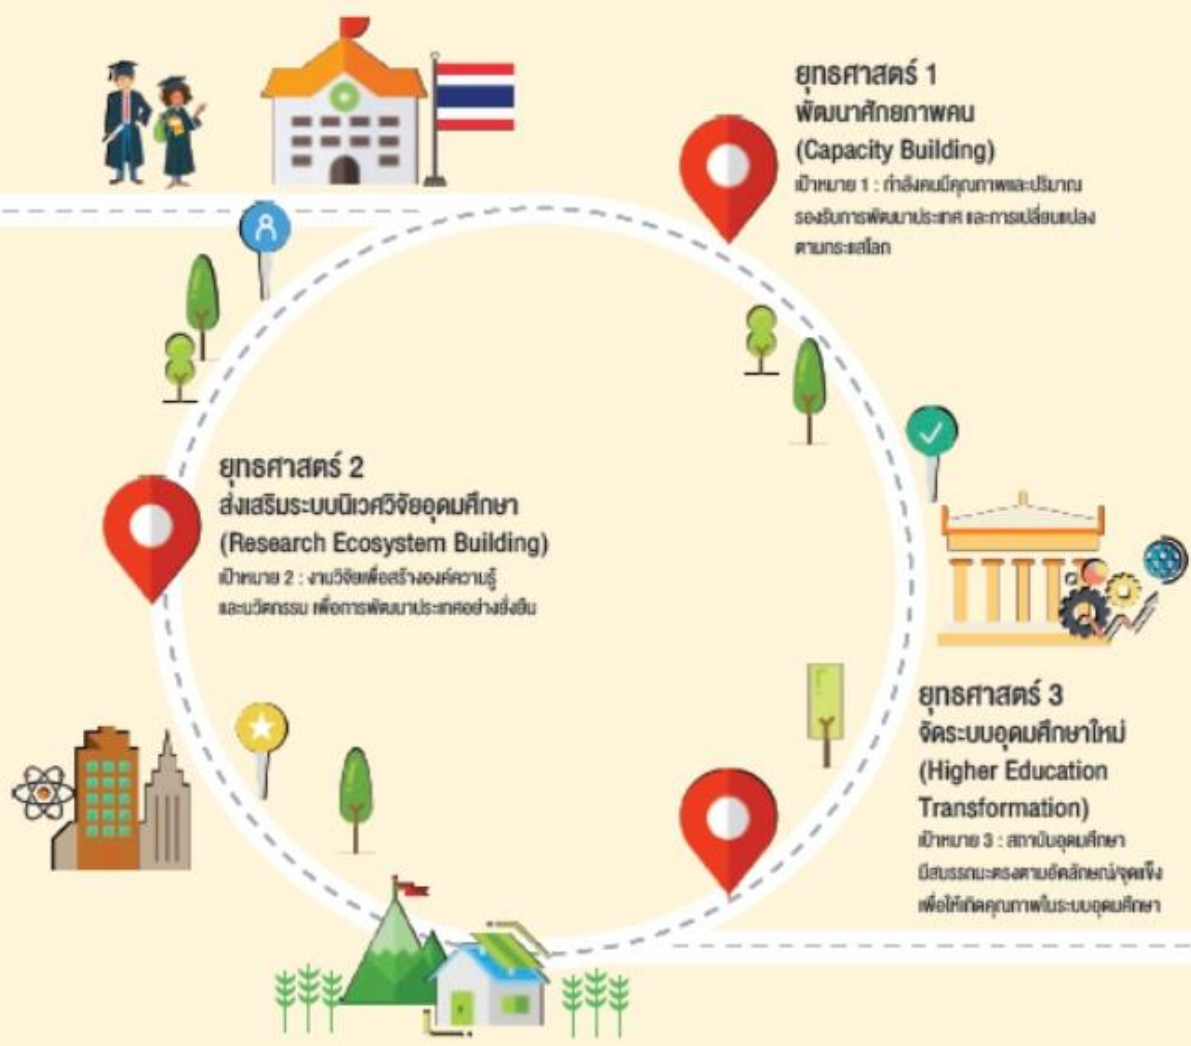 ยุทธศาสตร์ 1
พัฒนาศักยภาพคน
(Capacity Building)
เป้าหมาย 1 : กำลังคนมีคุณภาพและปริมาณ
รองรับการพัฒนาประเทศ และการเปลี่ยนแปลง
ตามกระแสโลก
ยุทธศาสตร์ 2
ส่งเสริมระบบนิเวศวิจัยอุดมศึกษา
(Research Ecosystem Building)
เป้าหมาย 2 : งานวิจัยเพื่อสร้างองค์ความรู้
และนวัตกรรม เพื่อการพัฒนาประเทศอย่างยั่งยืน
ยุทธศาสตร์ 3
จัดระบบอุดมศึกษาใหม่
(Higher Education
Transformation)
เป้าหมาย 3 : สถาบันอุดมศึกษา
มีสมรรถนะตรงตามอัตลักษณ์/จุดแข็ง
เพื่อให้เกิดคุณภาพในระบบอุดมศึกษา